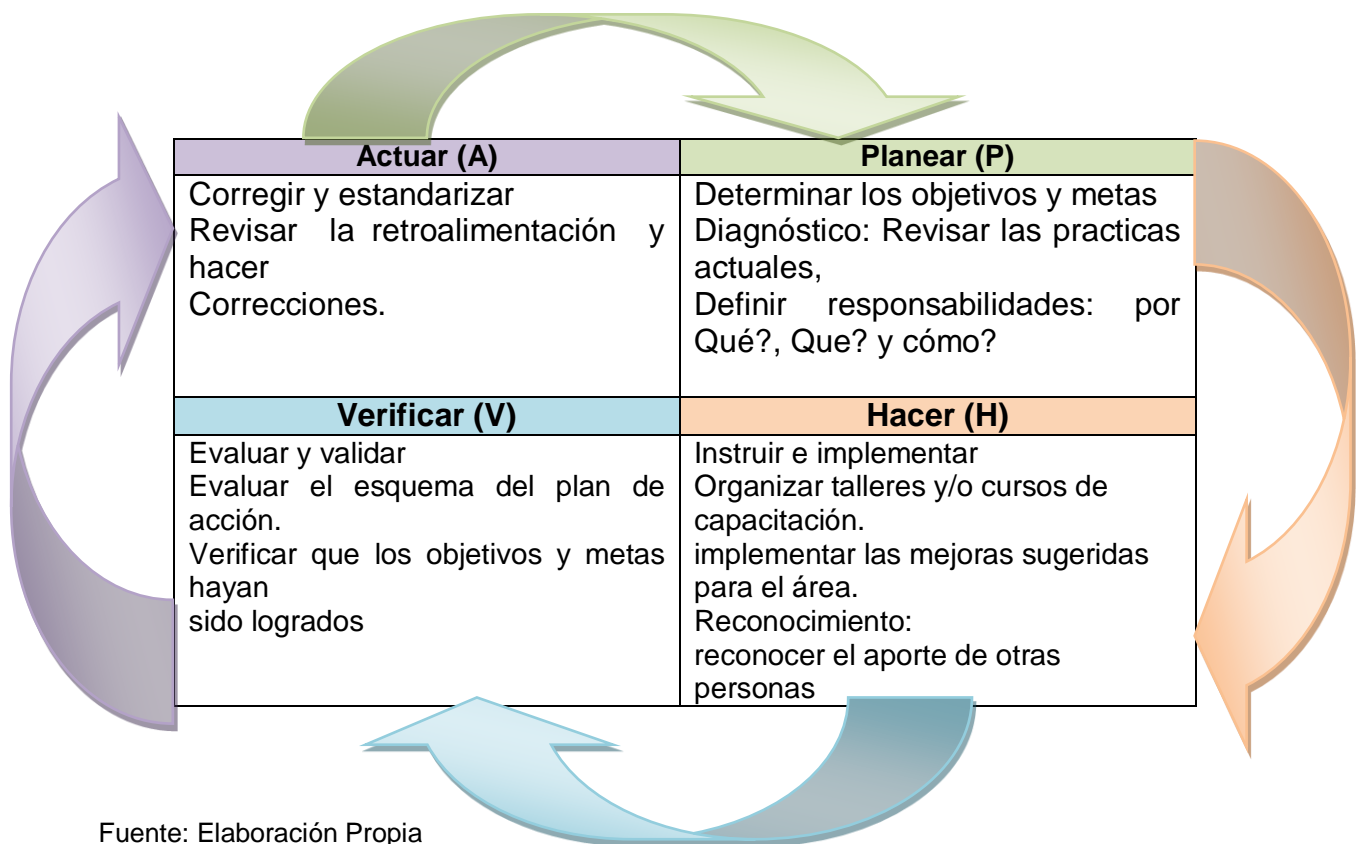 Actuar (A)
Corregir y estandarizar
Revisar la retroalimentación y
hacer
Correcciones.
Planear (P)
Determinar los objetivos y metas
Diagnóstico: Revisar las practicas
actuales,
Definir responsabilidades: por
Qué?, Que? y cómo?
Verificar (V)
Evaluar y validar
Evaluar el esquema del plan de
acción.
Verificar que los objetivos y metas
hayan
sido logrados
Hacer (H)
Instruir e implementar
Organizar talleres y/o cursos de
capacitación.
implementar las mejoras sugeridas
para el área.
Reconocimiento:
reconocer el aporte de otras
personas
Fuente: Elaboración Propia